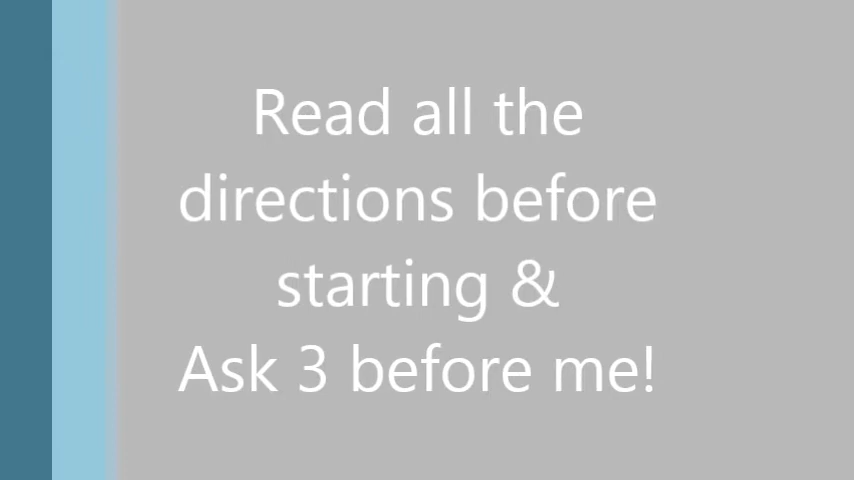 Read all the
directions before
starting &
Ask 3 before me!